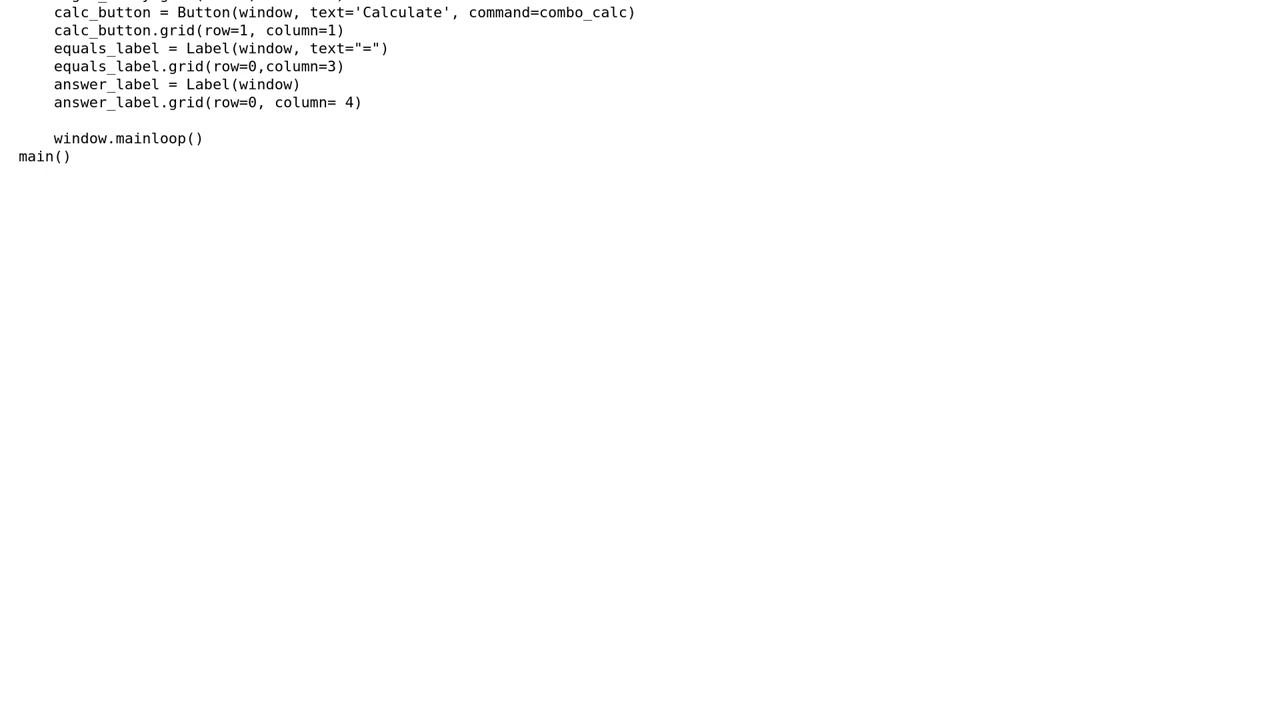 calc_button = Button(window, text='Calculate', command=combo_calc)
calc_button.grid(row=1, column=1)
equals_label = Label(window, text="=")
equals_label.grid(row=0,column=3)
answer_label = Label(window)
answer_label.grid(row=0, column= 4)
window.mainloop()
main()